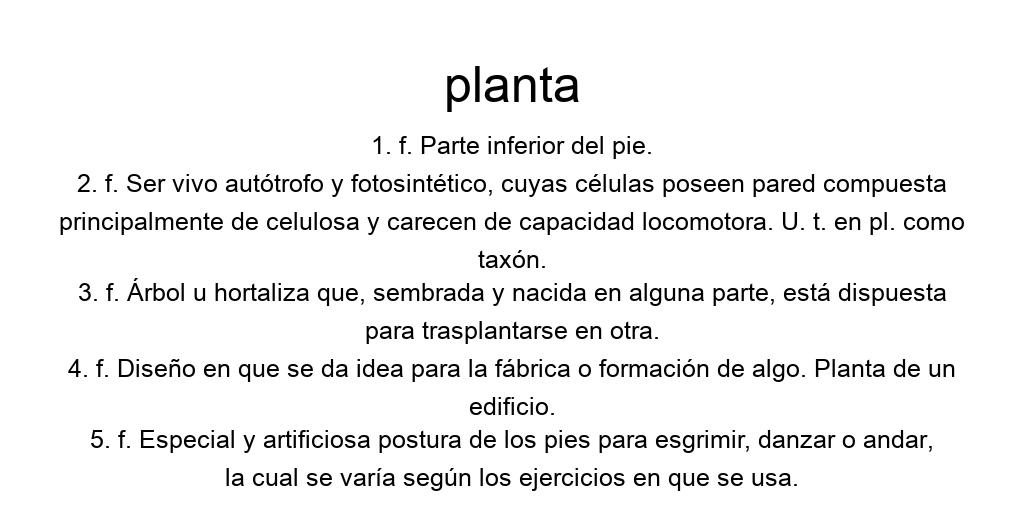 planta
1. f. Parte inferior del pie.
2. f. Ser vivo autótrofo y fotosintético, cuyas células poseen pared compuesta
principalmente de celulosa y carecen de capacidad locomotora. U. t. en pl. como
taxón.
3. f. Árbol u hortaliza que, sembrada y nacida en alguna parte, está dispuesta
para trasplantarse en otra.
4. f. Diseño en que se da idea para la fábrica o formación de algo. Planta de un
edificio.
5. f. Especial y artificiosa postura de los pies para esgrimir, danzar o andar,
la cual se varía según los ejercicios en que se usa.